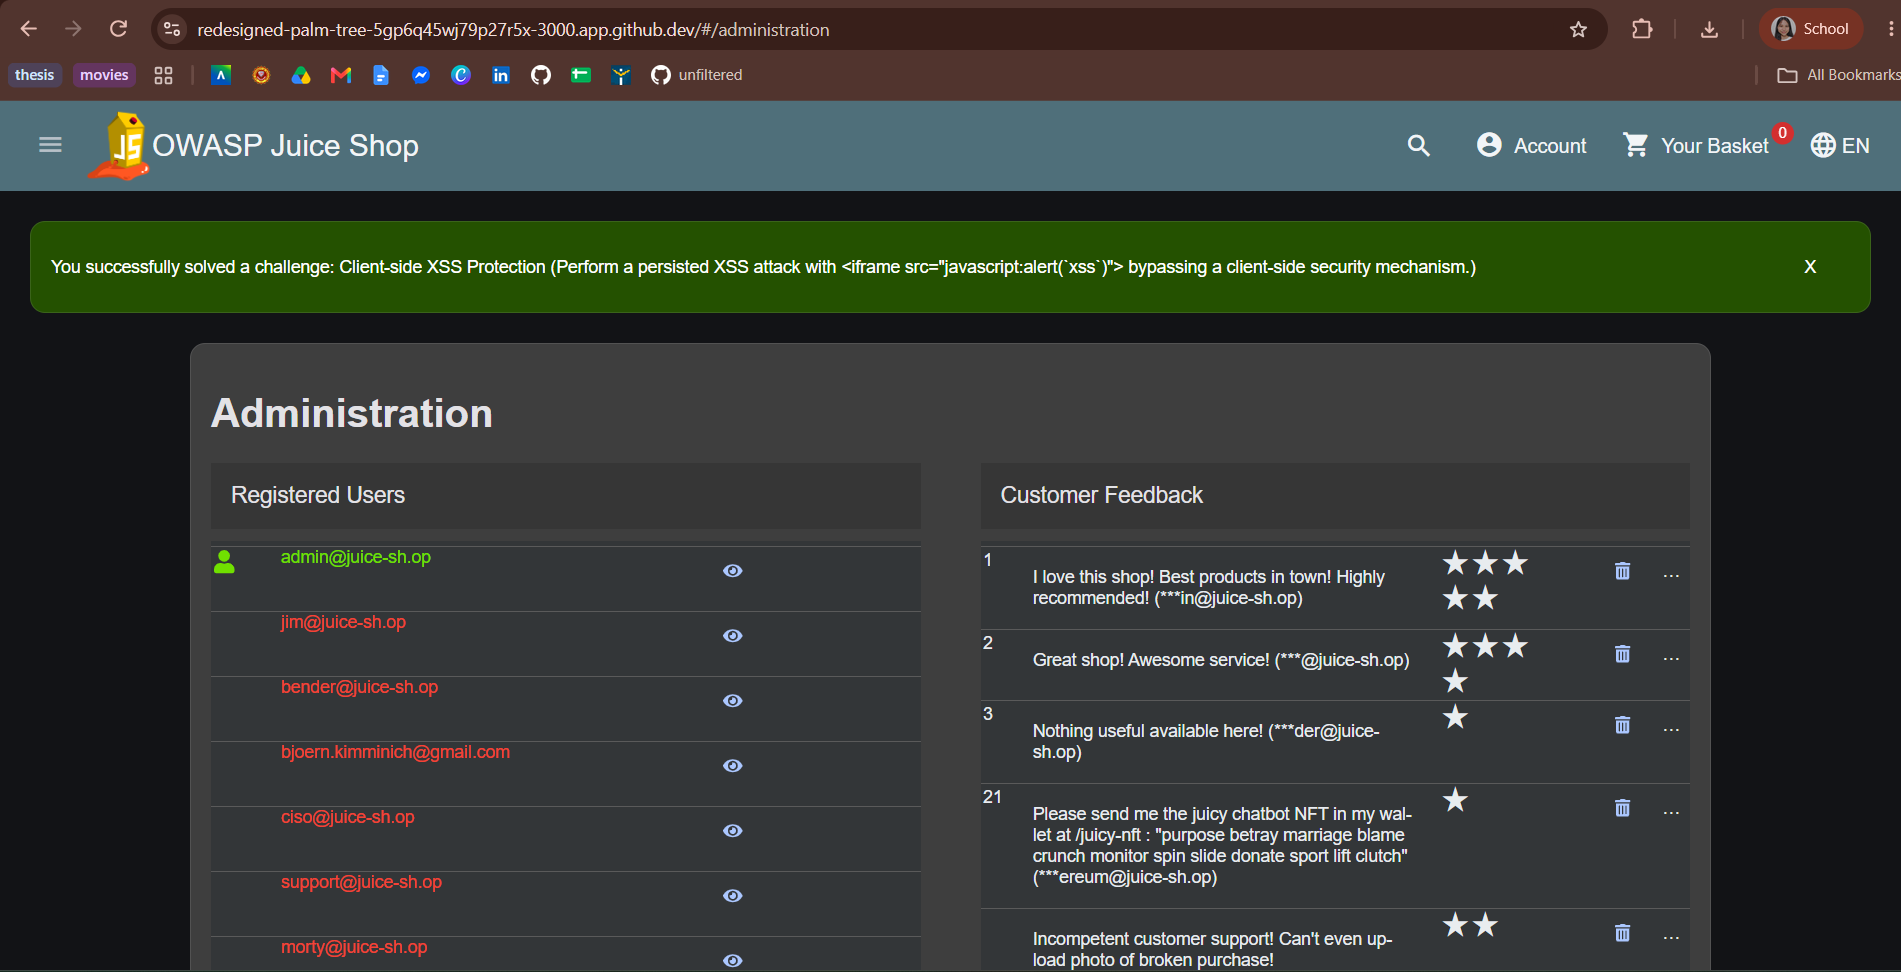 redesigned-palm-tree-5gp6q45wj79p27r5x-3000.app.github.dev/#/administration
School
thesis
movies
unfiltered
All Bookmarks
OWASP Juice Shop
Account
Your Basket
0
EN
You successfully solved a challenge: Client-side XSS Protection (Perform a persisted XSS attack with <iframe src="javascript:alert(`xss`)"> bypassing a client-side security mechanism.)
X
Administration
Registered Users
admin@juice-sh.op
jim@juice-sh.op
bender@juice-sh.op
bjoern.kimminich@gmail.com
ciso@juice-sh.op
support@juice-sh.op
morty@juice-sh.op
Customer Feedback
1
I love this shop! Best products in town! Highly
recommended! (***in@juice-sh.op)
...
2
Great shop! Awesome service! (***@juice-sh.op)
...
3
Nothing useful available here! (***der@juice-
sh.op)
...
21
Please send me the juicy chatbot NFT in my wal-
let at /juicy-nft : "purpose betray marriage blame
crunch monitor spin slide donate sport lift clutch"
(***ereum@juice-sh.op)
...
Incompetent customer support! Can't even up-
load photo of broken purchase!
...